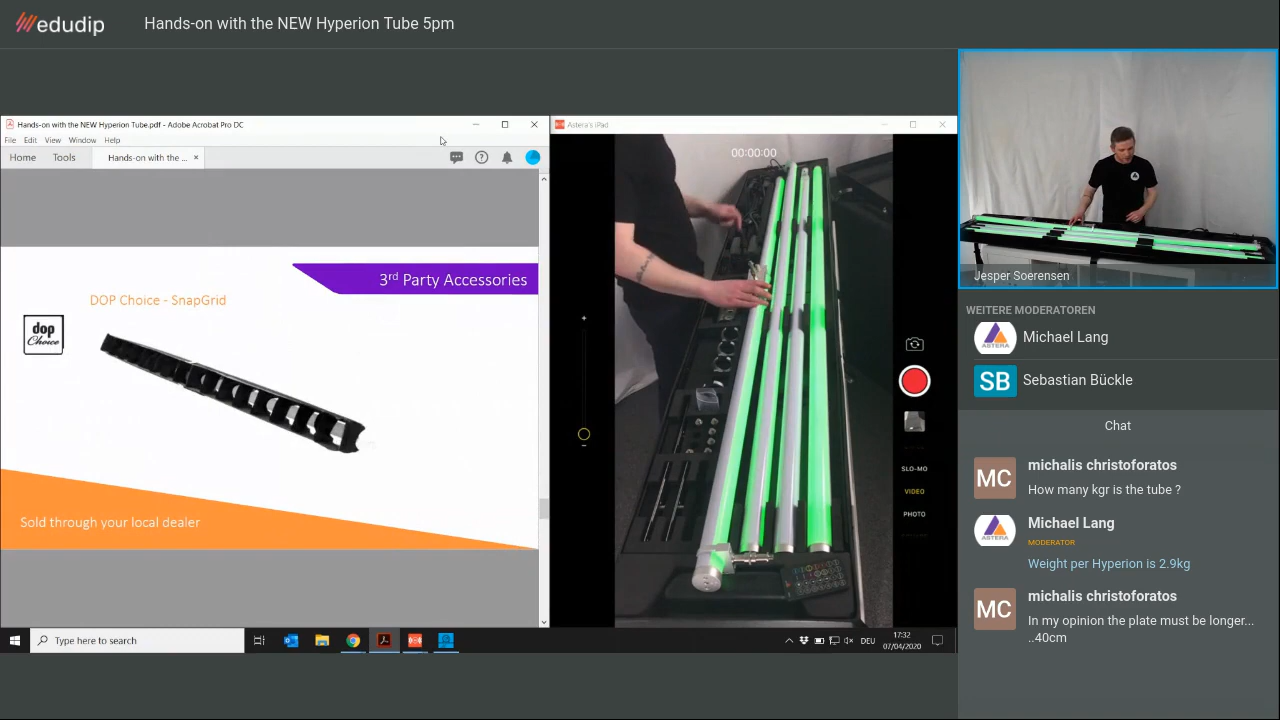 edudip
Hands-on with the NEW Hyperion Tube 5pm
Hands-on with the NEW Hyperion Tube.pdf - Adobe Acrobat Pro DC
File Edit View Window Help
Home Tools Hands-on with the ... ×
3rd Party Accessories
DOP Choice - SnapGrid
dop
Choice
Sold through your local dealer
Astera's iPad
00:00:00
SLO-MO
VIDEO
PHOTO
Type here to search
DEU
17:32
07/04/2020
Jesper Soerensen
WEITERE MODERATOREN
ASTERA
Michael Lang
SB
Sebastian Bückle
Chat
MC
michalis christoforatos
How many kgr is the tube ?
ASTERA
Michael Lang
MODERATOR
Weight per Hyperion is 2.9kg
MC
michalis christoforatos
In my opinion the plate must be longer...
..40cm